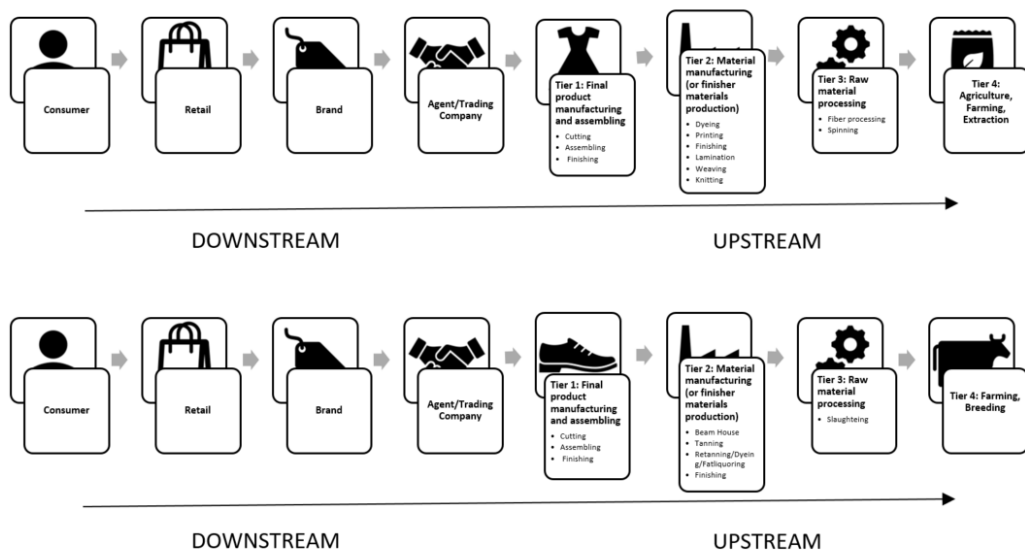 Consumer
Retail
Brand
Agent/Trading
Company
Tier 1: Final
product
manufacturing
and assembling
• Cutting
• Assembling
• Finishing
Tier 2: Material
manufacturing
(or finisher
materials
production)
• Dyeing
• Printing
• Finishing
• Lamination
• Weaving
• Knitting
Tier 3: Raw
material
processing
• Fiber processing
• Spinning
Tier 4:
Agriculture,
Farming,
Extraction
DOWNSTREAM
UPSTREAM
Consumer
Retail
Brand
Agent/Trading
Company
Tier 1: Final
product
manufacturing
and assembling
• Cutting
• Assembling
• Finishing
Tier 2: Material
manufacturing
(or finisher
materials
production)
• Beam House
• Tanning
• Retanning/Dyein
g/Fatliquoring
• Finishing
Tier 3: Raw
material
processing
• Slaughteing
Tier 4: Farming,
Breeding
DOWNSTREAM
UPSTREAM